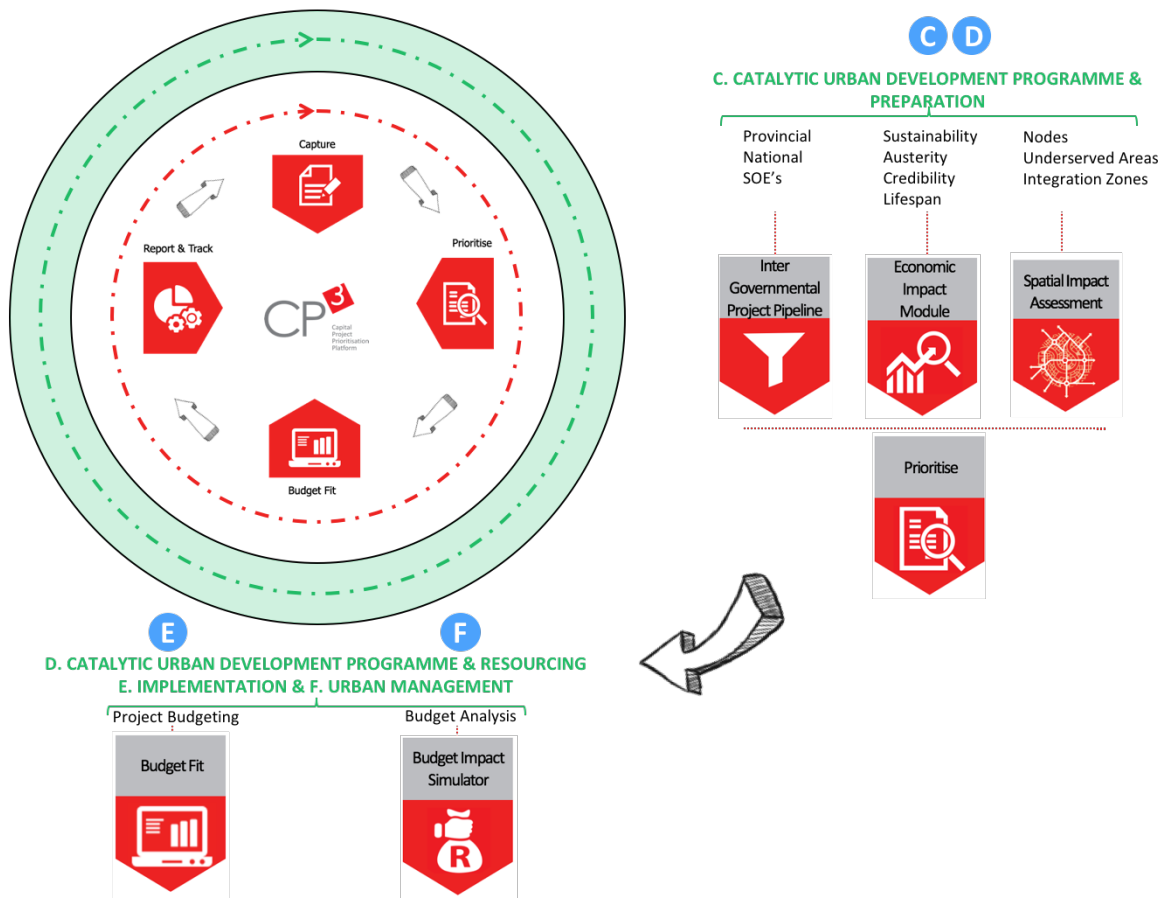 C D
C. CATALYTIC URBAN DEVELOPMENT PROGRAMME &
PREPARATION
Provincial
National
SOE's
Sustainability
Austerity
Credibility
Lifespan
Nodes
Underserved Areas
Integration Zones
Inter
Governmental
Project Pipeline
Economic
Impact
Module
Spatial Impact
Assessment
Prioritise
Capture
Prioritise
Budget Fit
Report & Track
CP3
Capital
Project
Prioritisation
Platform
E
F
D. CATALYTIC URBAN DEVELOPMENT PROGRAMME & RESOURCING
E. IMPLEMENTATION & F. URBAN MANAGEMENT
Project Budgeting
Budget Analysis
Budget Fit
Budget Impact
Simulator
R